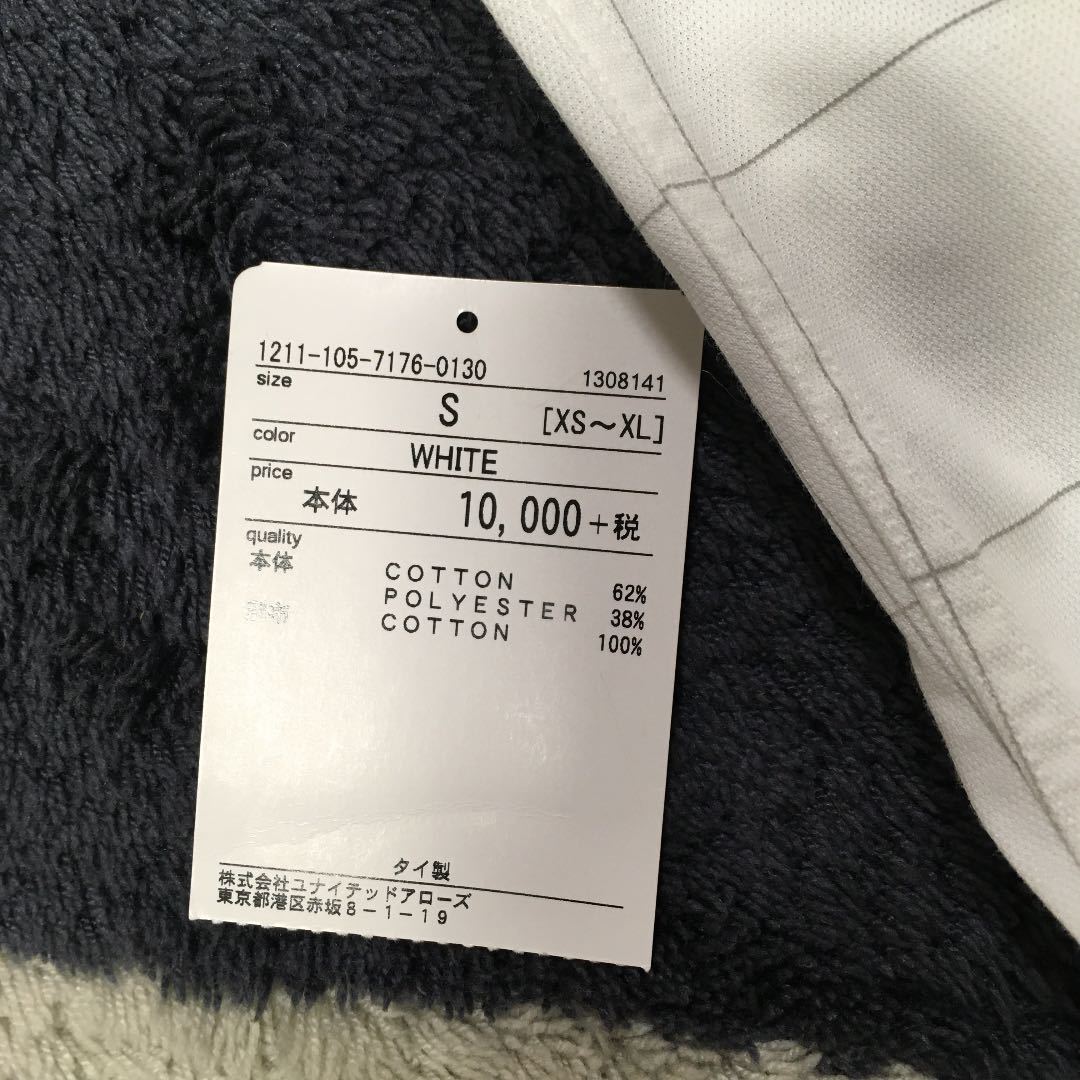 1211-105-7176-0130 1308141
size S [XS～XL]
color WHITE
price 本体 10,000+税
quality
本体 COTTON 62%
POLYESTER 38%
COTTON 100%
タイ製
株式会社ユナイテッドアローズ
東京都港区赤坂8-1-19